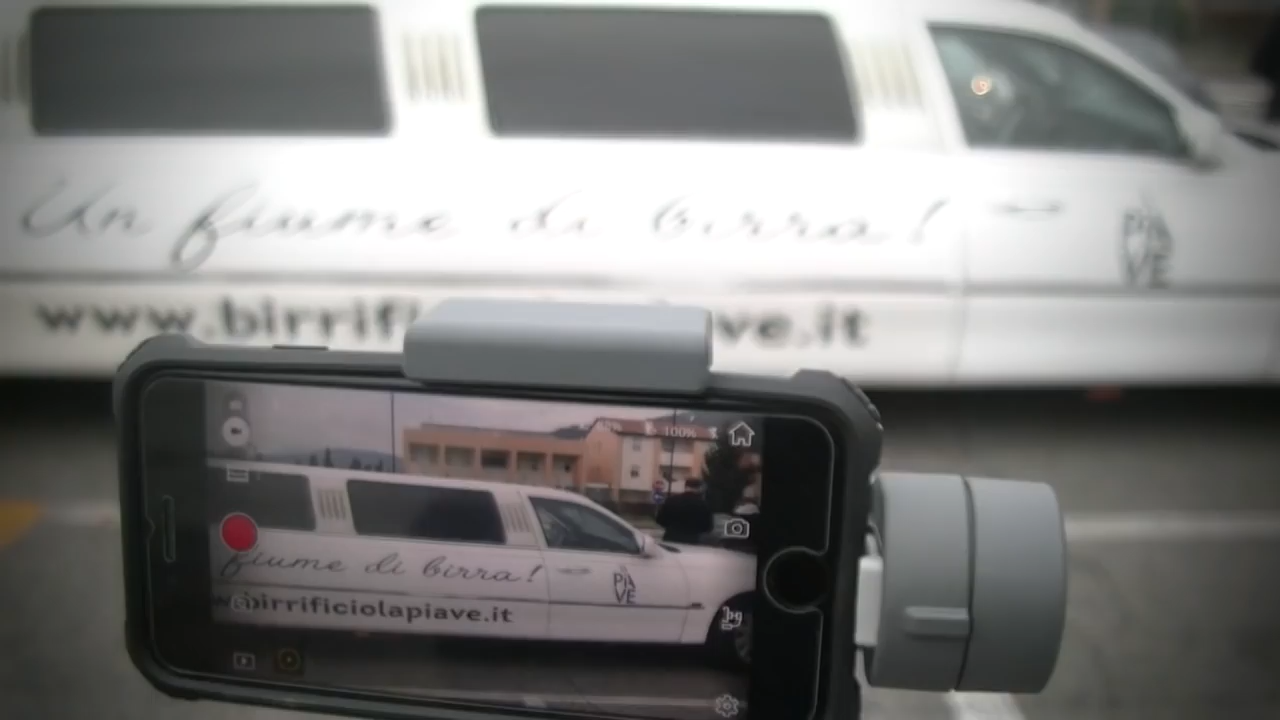 Un fiume di birra!
PIA
VE
www.birrifi ve.it
100%
fiume di birra!
PIA
VE
birrificiolapiave.it